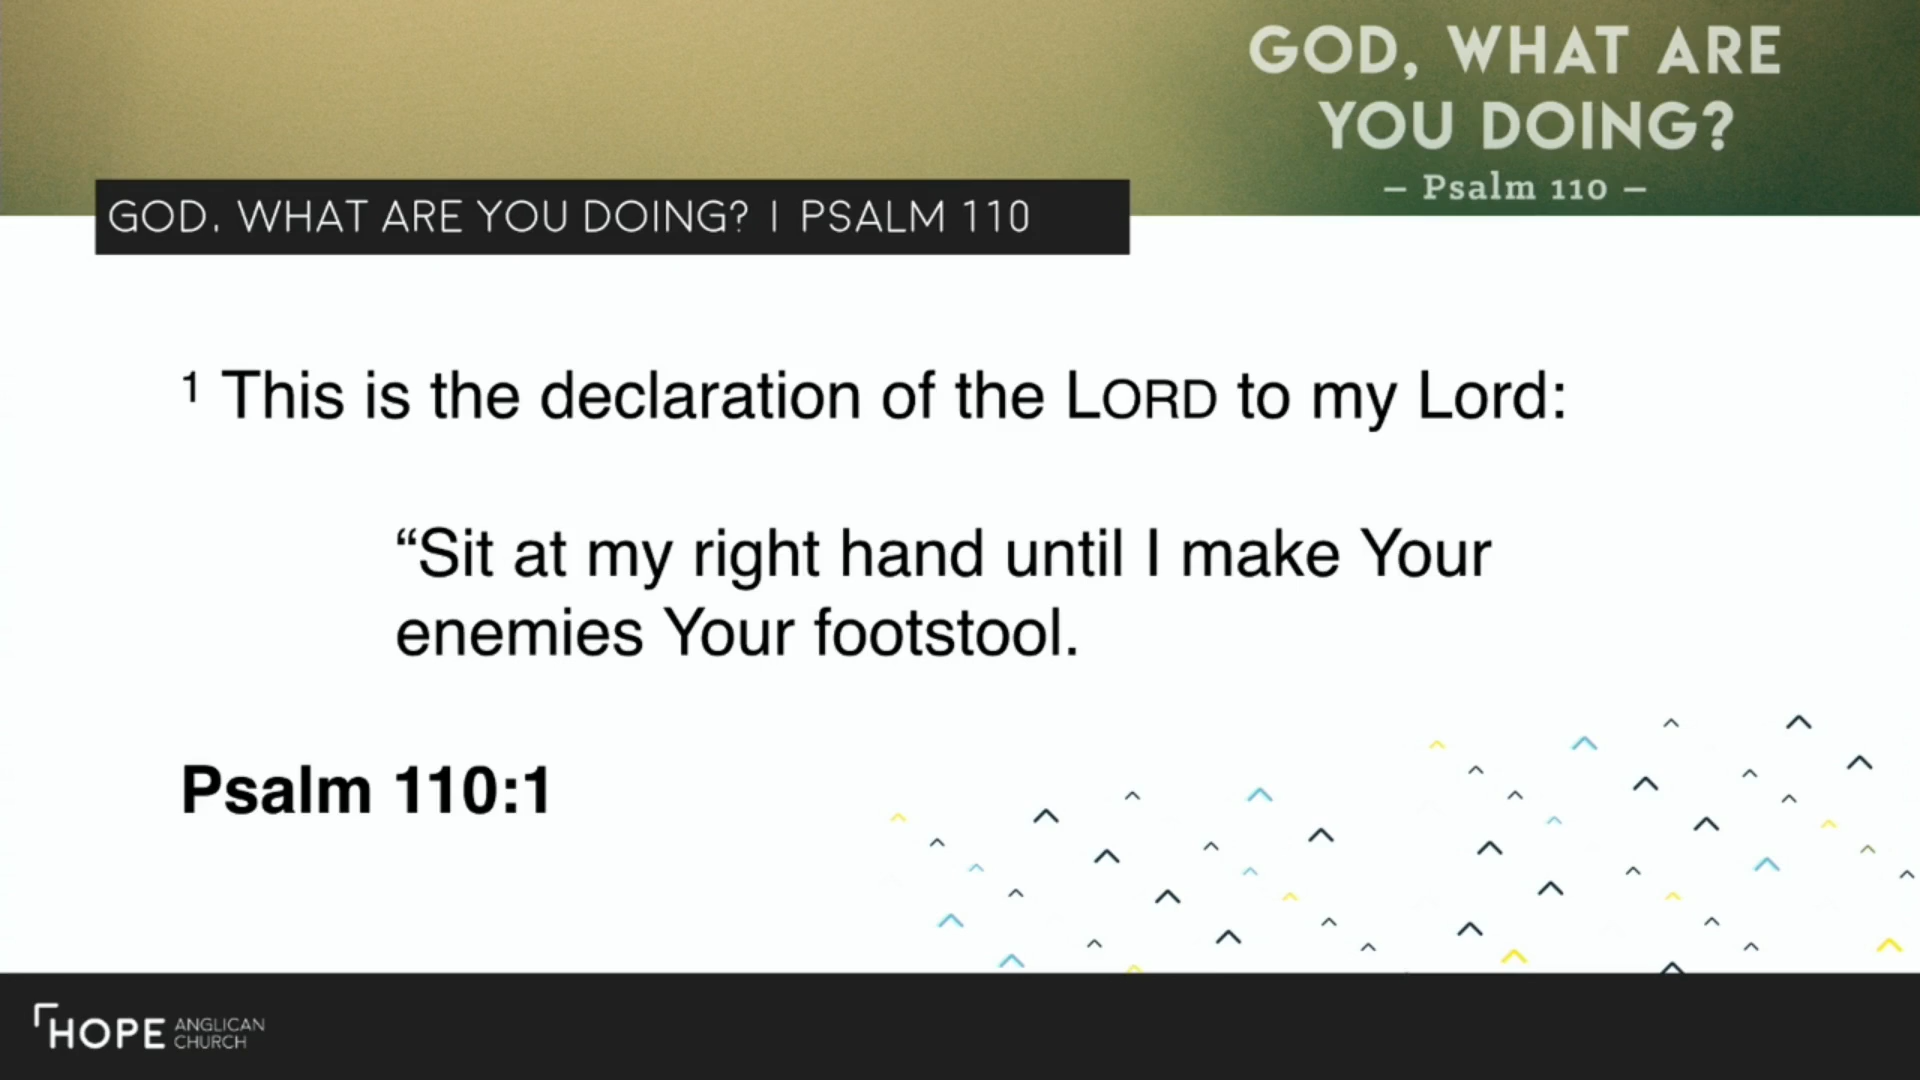 GOD, WHAT ARE
YOU DOING?
– Psalm 110 –
GOD, WHAT ARE YOU DOING? | PSALM 110
1 This is the declaration of the LORD to my Lord:
“Sit at my right hand until I make Your
enemies Your footstool.
Psalm 110:1
HOPE ANGLICAN
CHURCH